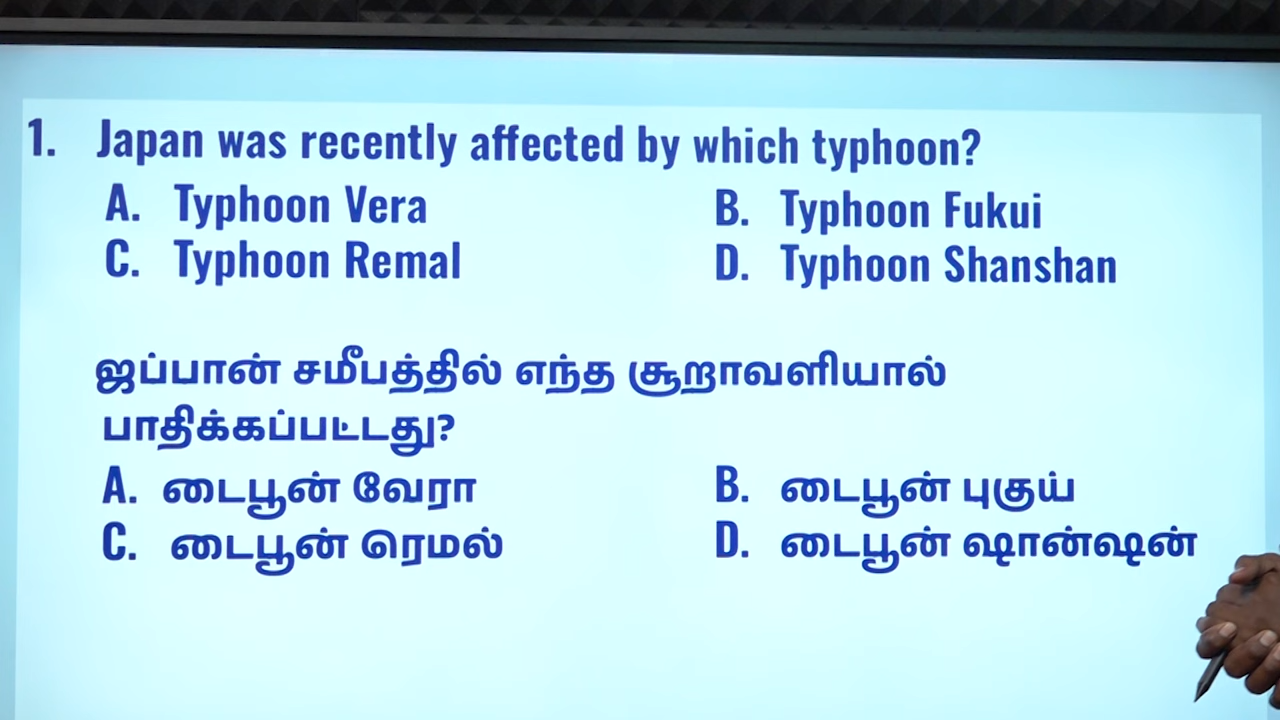 1. Japan was recently affected by which typhoon?
A. Typhoon Vera B. Typhoon Fukui
C. Typhoon Remal D. Typhoon Shanshan
ஜப்பான் சமீபத்தில் எந்த சூறாவளியால்
பாதிக்கப்பட்டது?
A. டைபூன் வேரா B. டைபூன் புகுய்
C. டைபூன் ரெமல் D. டைபூன் ஷான்ஷன்